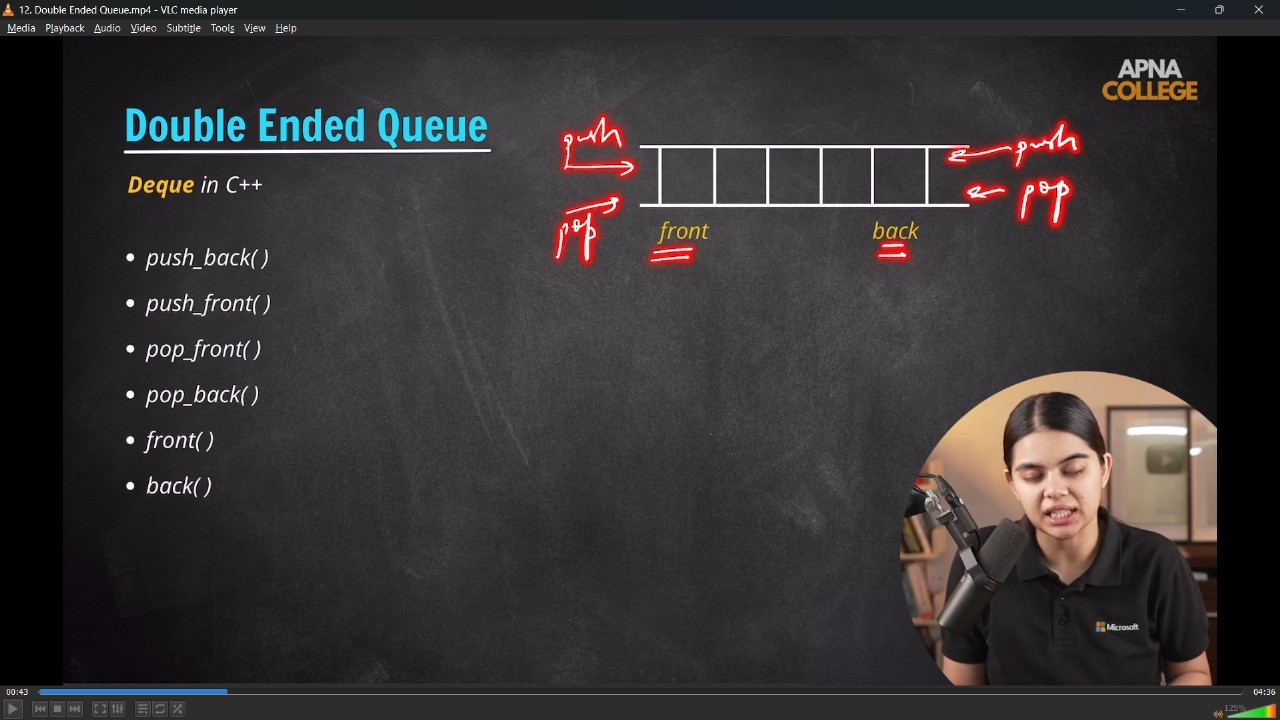 12. Double Ended Queue.mp4 - VLC media player
Media Playback Audio Video Subtitle Tools View Help
APNA
COLLEGE
Double Ended Queue
Deque in C++
push_back( )
push_front( )
pop_front( )
pop_back( )
front( )
back( )
push
push
pop
pop
front
back
Microsoft
00:43
04:36
125%